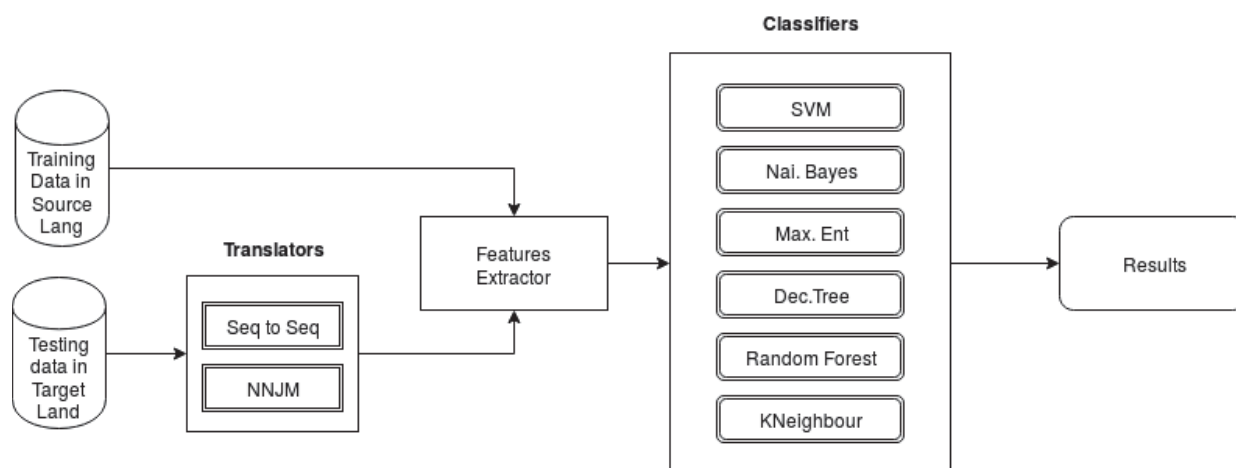 Classifiers
SVM
Training
Data in
Source
Lang
Nai. Bayes
Max. Ent
Translators
Features
Extractor
Results
Dec.Tree
Seq to Seq
Testing
data in
Target
Land
Random Forest
NNJM
KNeighbour